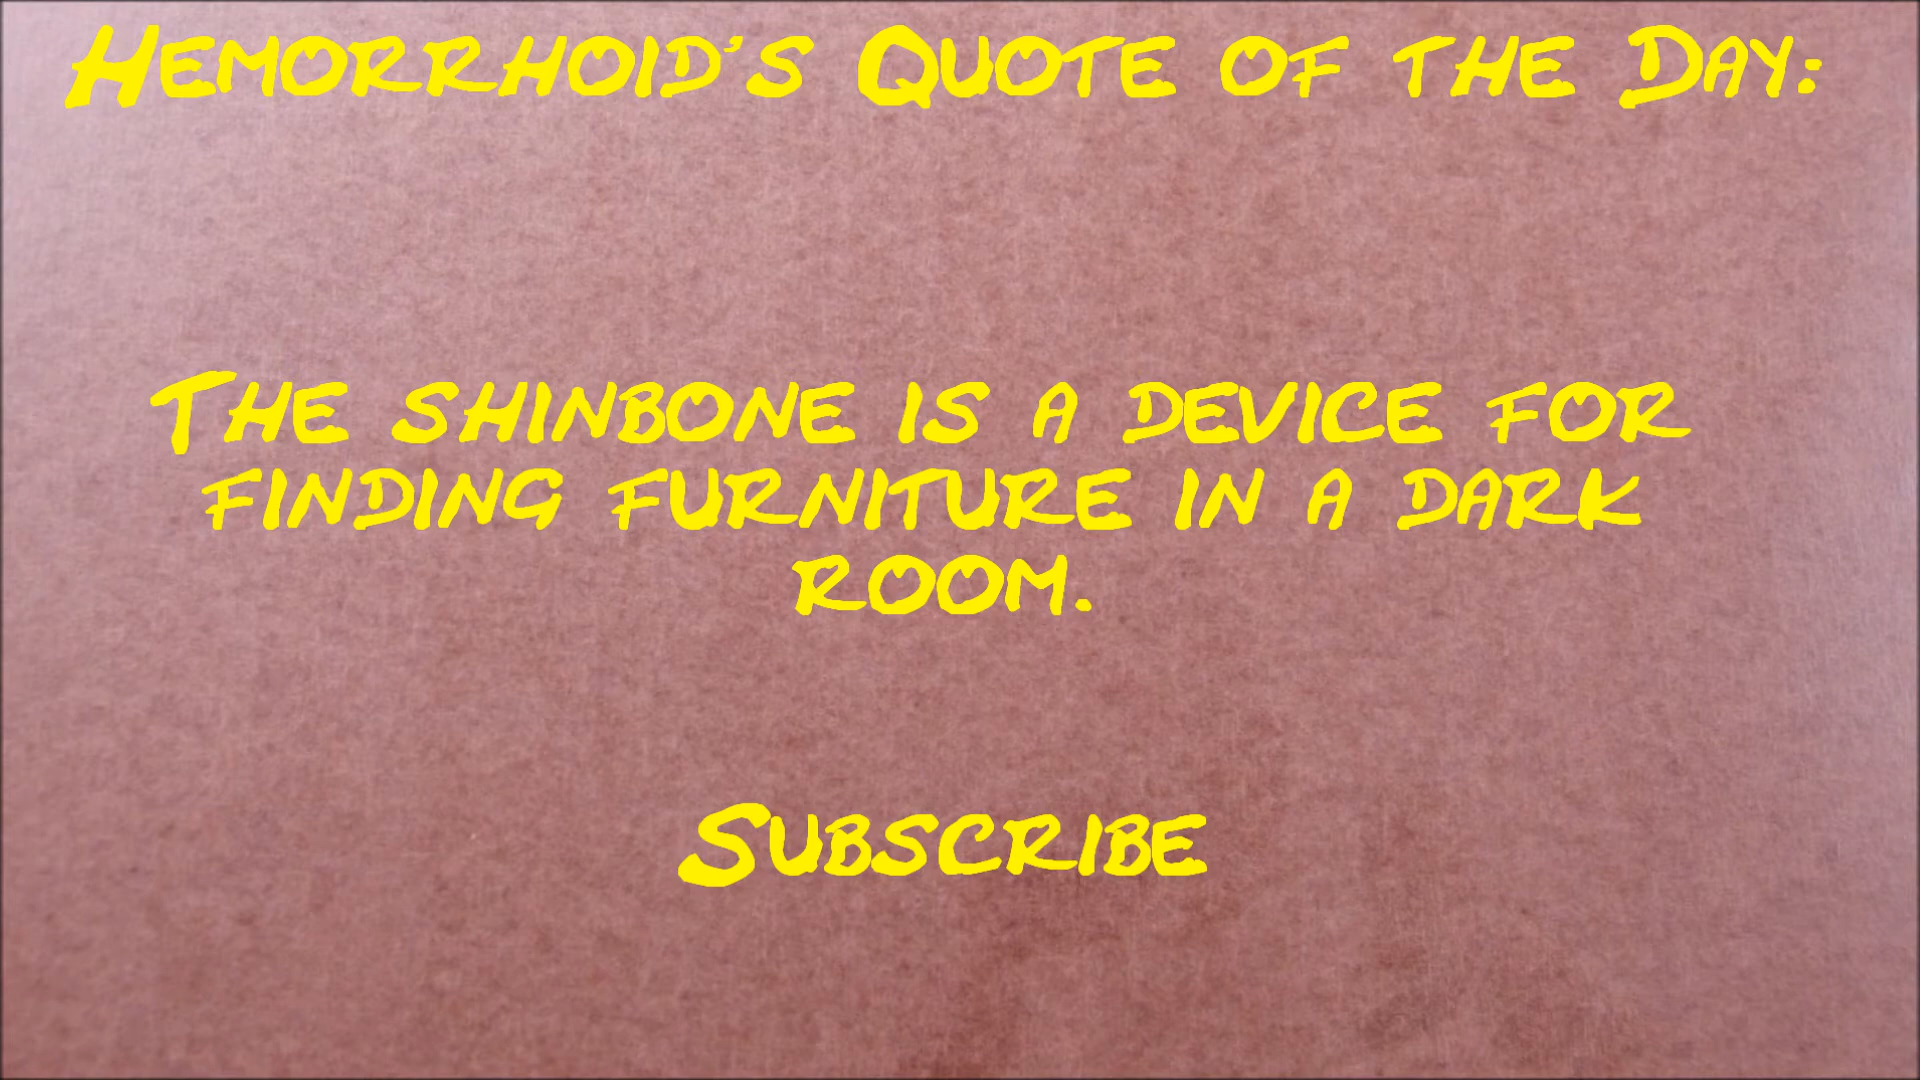 Hemorrhoid's Quote of the Day:
The shinbone is a device for
finding furniture in a dark
room.
Subscribe